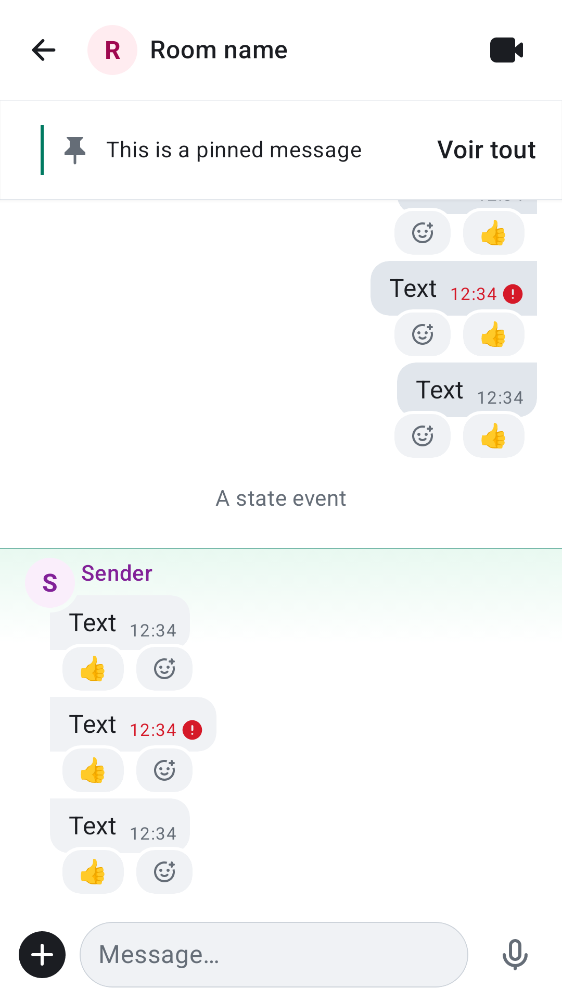 R Room name
This is a pinned message Voir tout
Text 12:34
Text 12:34
A state event
S Sender
Text 12:34
Text 12:34
Text 12:34
Message…